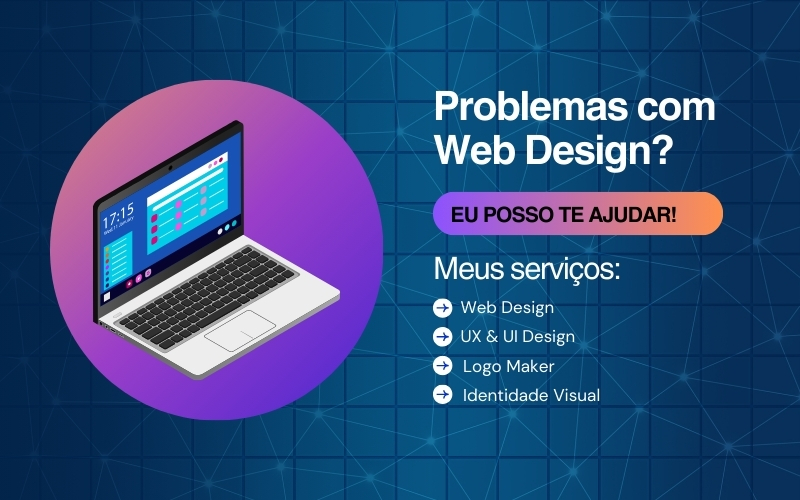 Problemas com
Web Design?
EU POSSO TE AJUDAR!
Meus serviços:
Web Design
UX & UI Design
Logo Maker
Identidade Visual
17:15